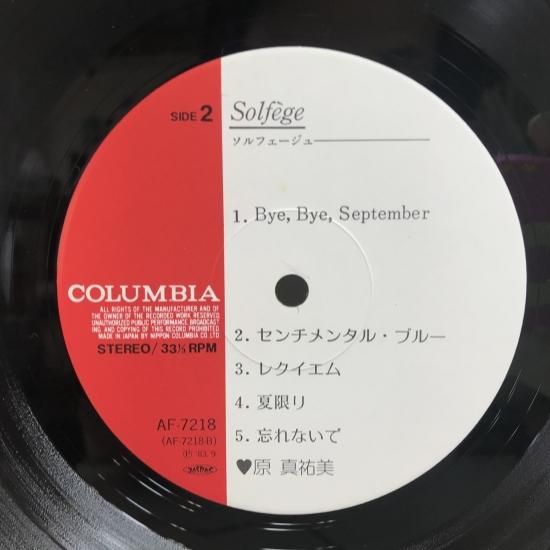 SIDE 2
Solfège
ソルフェージュ
1. Bye, Bye, September
COLUMBIA
ALL RIGHTS OF THE MANUFACTURER AND OF
THE OWNER OF THE RECORDED WORK RESERVED
UNAUTHORIZED PUBLIC PERFORMANCE BROADCAST
ING AND COPYING OF THIS RECORD PROHIBITED
MADE IN JAPAN BY NIPPON COLUMBIA CO LTD
STEREO/33⅓ RPM
2. センチメンタル・ブルー
3. レクイエム
4. 夏限り
5. 忘れないで
♥原 真祐美
AF-7218
(AF-7218-B)
Ⓟ '83. 9